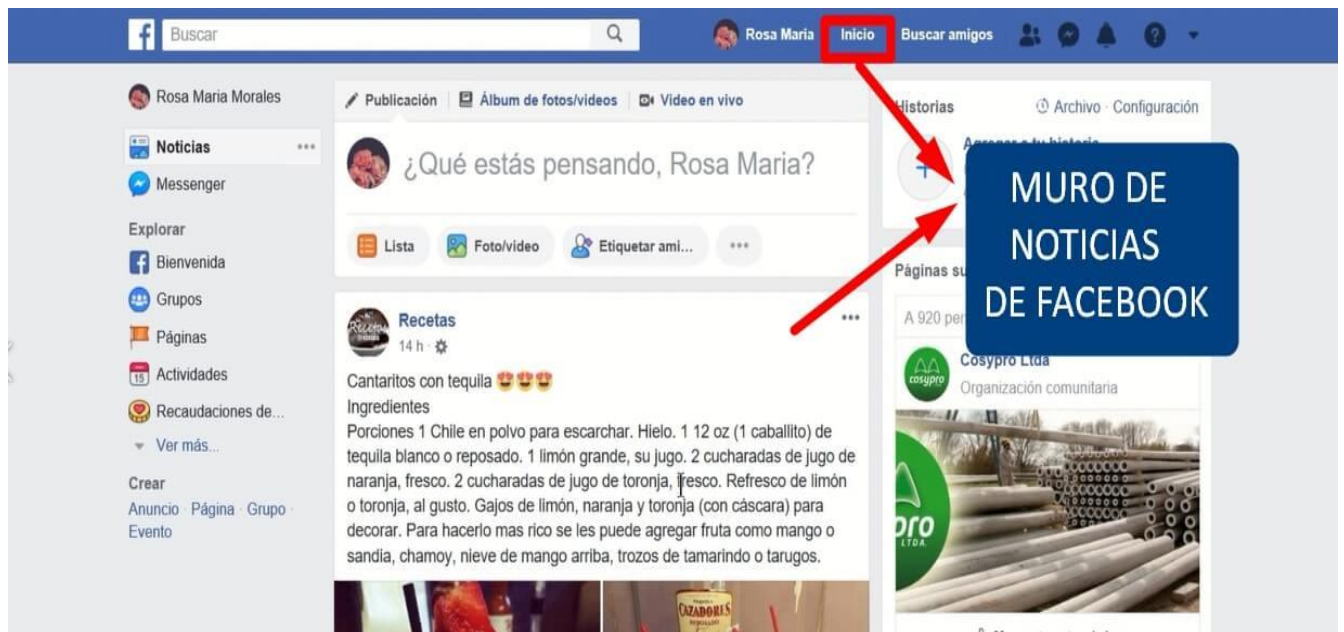 Buscar
Rosa Maria
Inicio
Buscar amigos
Rosa Maria Morales
Noticias
Messenger
Explorar
Bienvenida
Grupos
Páginas
15 Actividades
Recaudaciones de...
Ver más...
Crear
Anuncio · Página · Grupo ·
Evento
Publicación
Álbum de fotos/videos
Video en vivo
¿Qué estás pensando, Rosa Maria?
Lista
Foto/video
Etiquetar ami...
Recetas
14 h ·
Cantaritos con tequila
Ingredientes
Porciones 1 Chile en polvo para escarchar. Hielo. 1 12 oz (1 caballito) de
tequila blanco o reposado. 1 limón grande, su jugo. 2 cucharadas de jugo de
naranja, fresco. 2 cucharadas de jugo de toronja, fresco. Refresco de limón
o toronja, al gusto. Gajos de limón, naranja y toronja (con cáscara) para
decorar. Para hacerlo mas rico se les puede agregar fruta como mango o
sandia, chamoy, nieve de mango arriba, trozos de tamarindo o tarugos.
CAZADORES
Historias
Archivo · Configuración
MURO DE
NOTICIAS
DE FACEBOOK
Páginas
A 920
Cosypro Ltda
cosypro
Organización comunitaria
pro
LTDA.